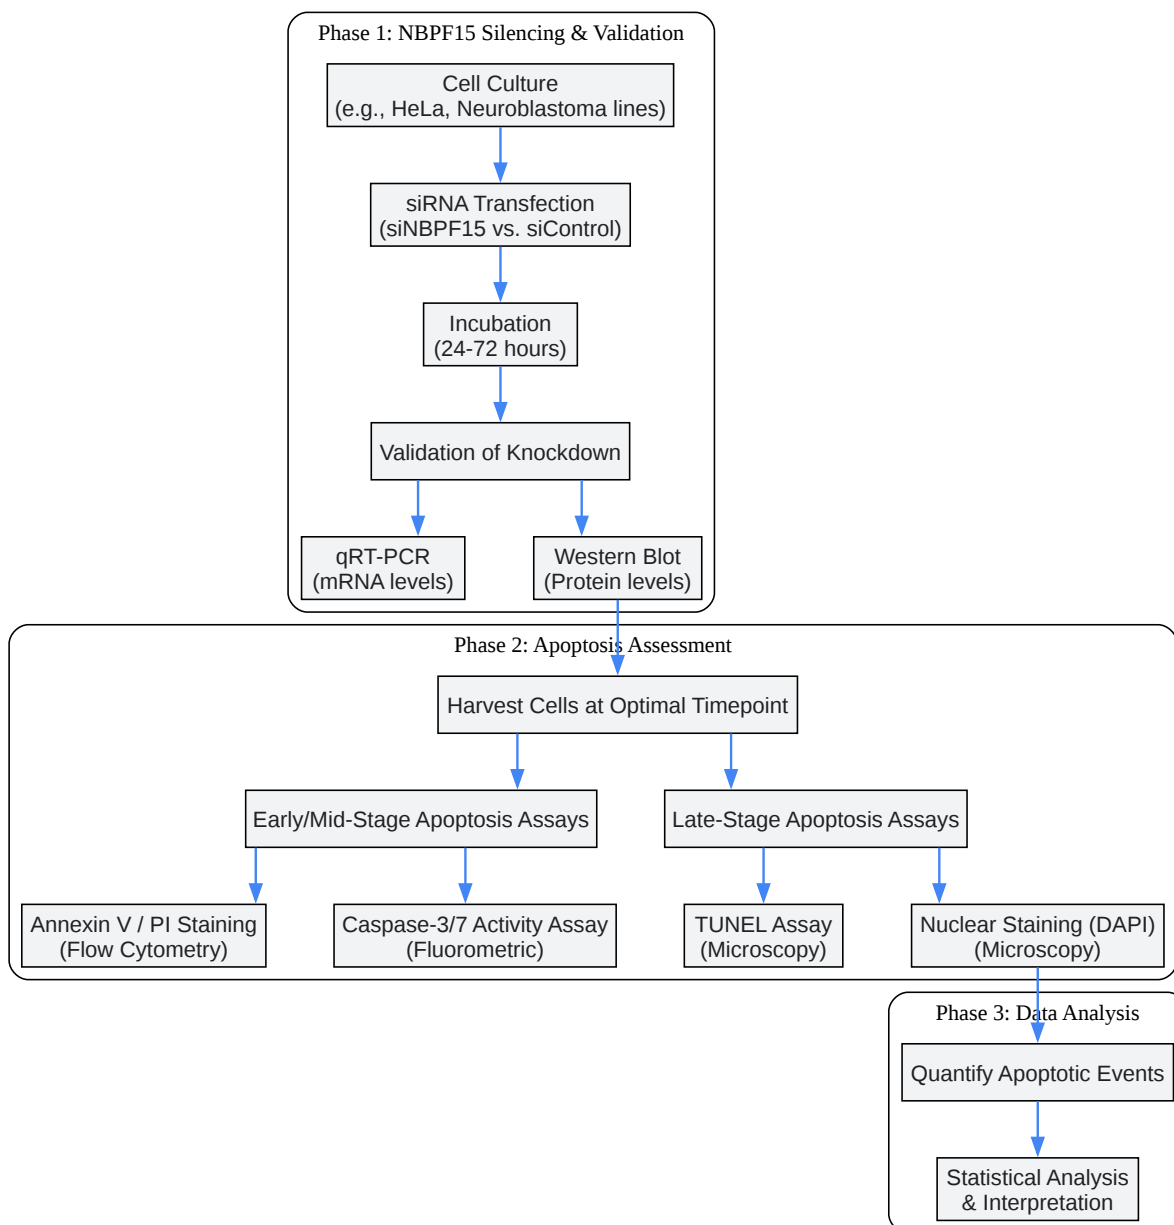 Phase 1: NBPF15 Silencing & Validation
Cell Culture
(e.g., HeLa, Neuroblastoma lines)
siRNA Transfection
(siNBPF15 vs. siControl)
Incubation
(24-72 hours)
Validation of Knockdown
qRT-PCR
(mRNA levels)
Western Blot
(Protein levels)
Phase 2: Apoptosis Assessment
Harvest Cells at Optimal Timepoint
Early/Mid-Stage Apoptosis Assays
Late-Stage Apoptosis Assays
Annexin V / PI Staining
(Flow Cytometry)
Caspase-3/7 Activity Assay
(Fluorometric)
TUNEL Assay
(Microscopy)
Nuclear Staining (DAPI)
(Microscopy)
Phase 3: Data Analysis
Quantify Apoptotic Events
Statistical Analysis
& Interpretation